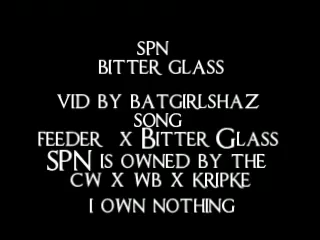 SPN
BITTER GLASS
VID BY BATGIRLSHAZ
SONG
FEEDER X BITTER GLASS
SPN IS OWNED BY THE
CW X WB X KRIPKE
I OWN NOTHING